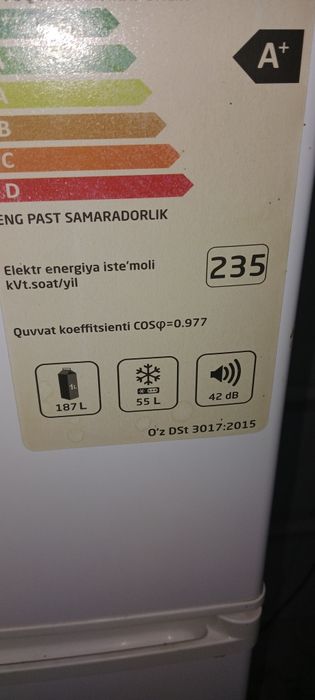 A+
A
B
C
D
ENG PAST SAMARADORLIK
Elektr energiya iste'moli
kVt.soat/yil
235
Quvvat koeffitsienti COSφ=0.977
1L
187 L
55 L
42 dB
O'z DSt 3017:2015